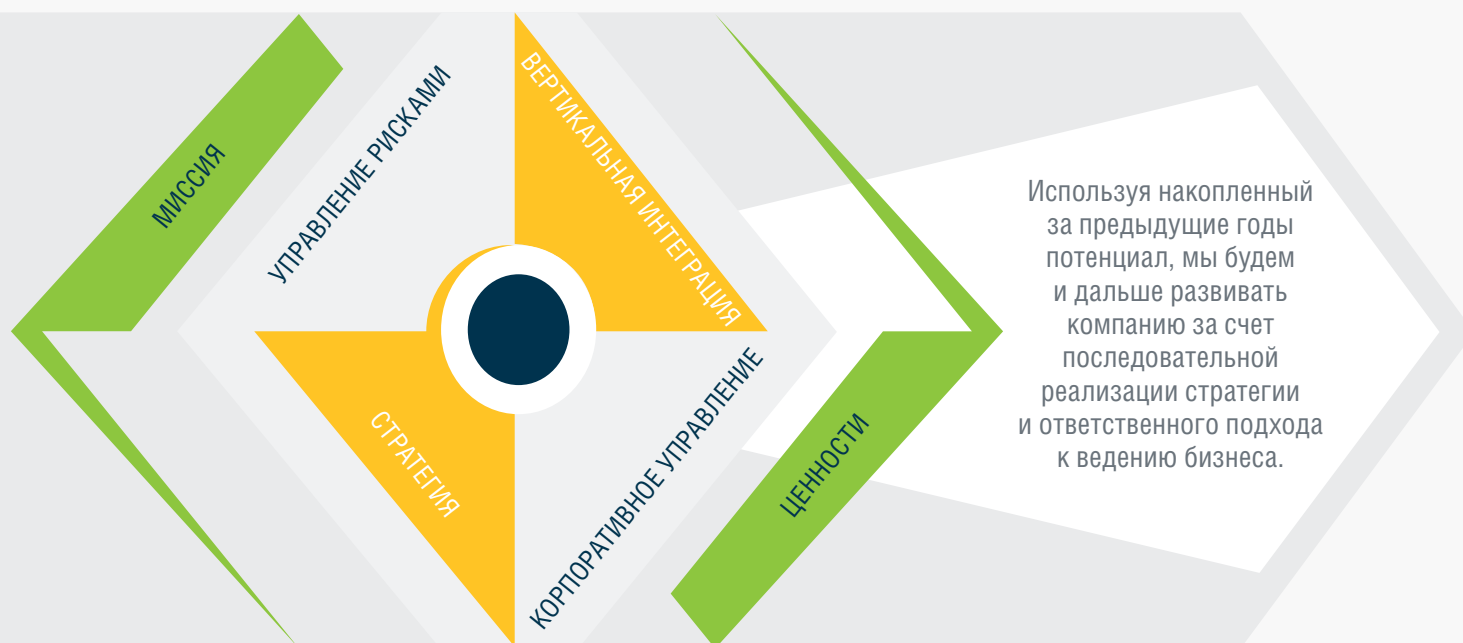 МИССИЯ
УПРАВЛЕНИЕ РИСКАМИ
ВЕРТИКАЛЬНАЯ ИНТЕГРАЦИЯ
СТРАТЕГИЯ
КОРПОРАТИВНОЕ УПРАВЛЕНИЕ
ЦЕННОСТИ
Используя накопленный
за предыдущие годы
потенциал, мы будем
и дальше развивать
компанию за счет
последовательной
реализации стратегии
и ответственного подхода
к ведению бизнеса.